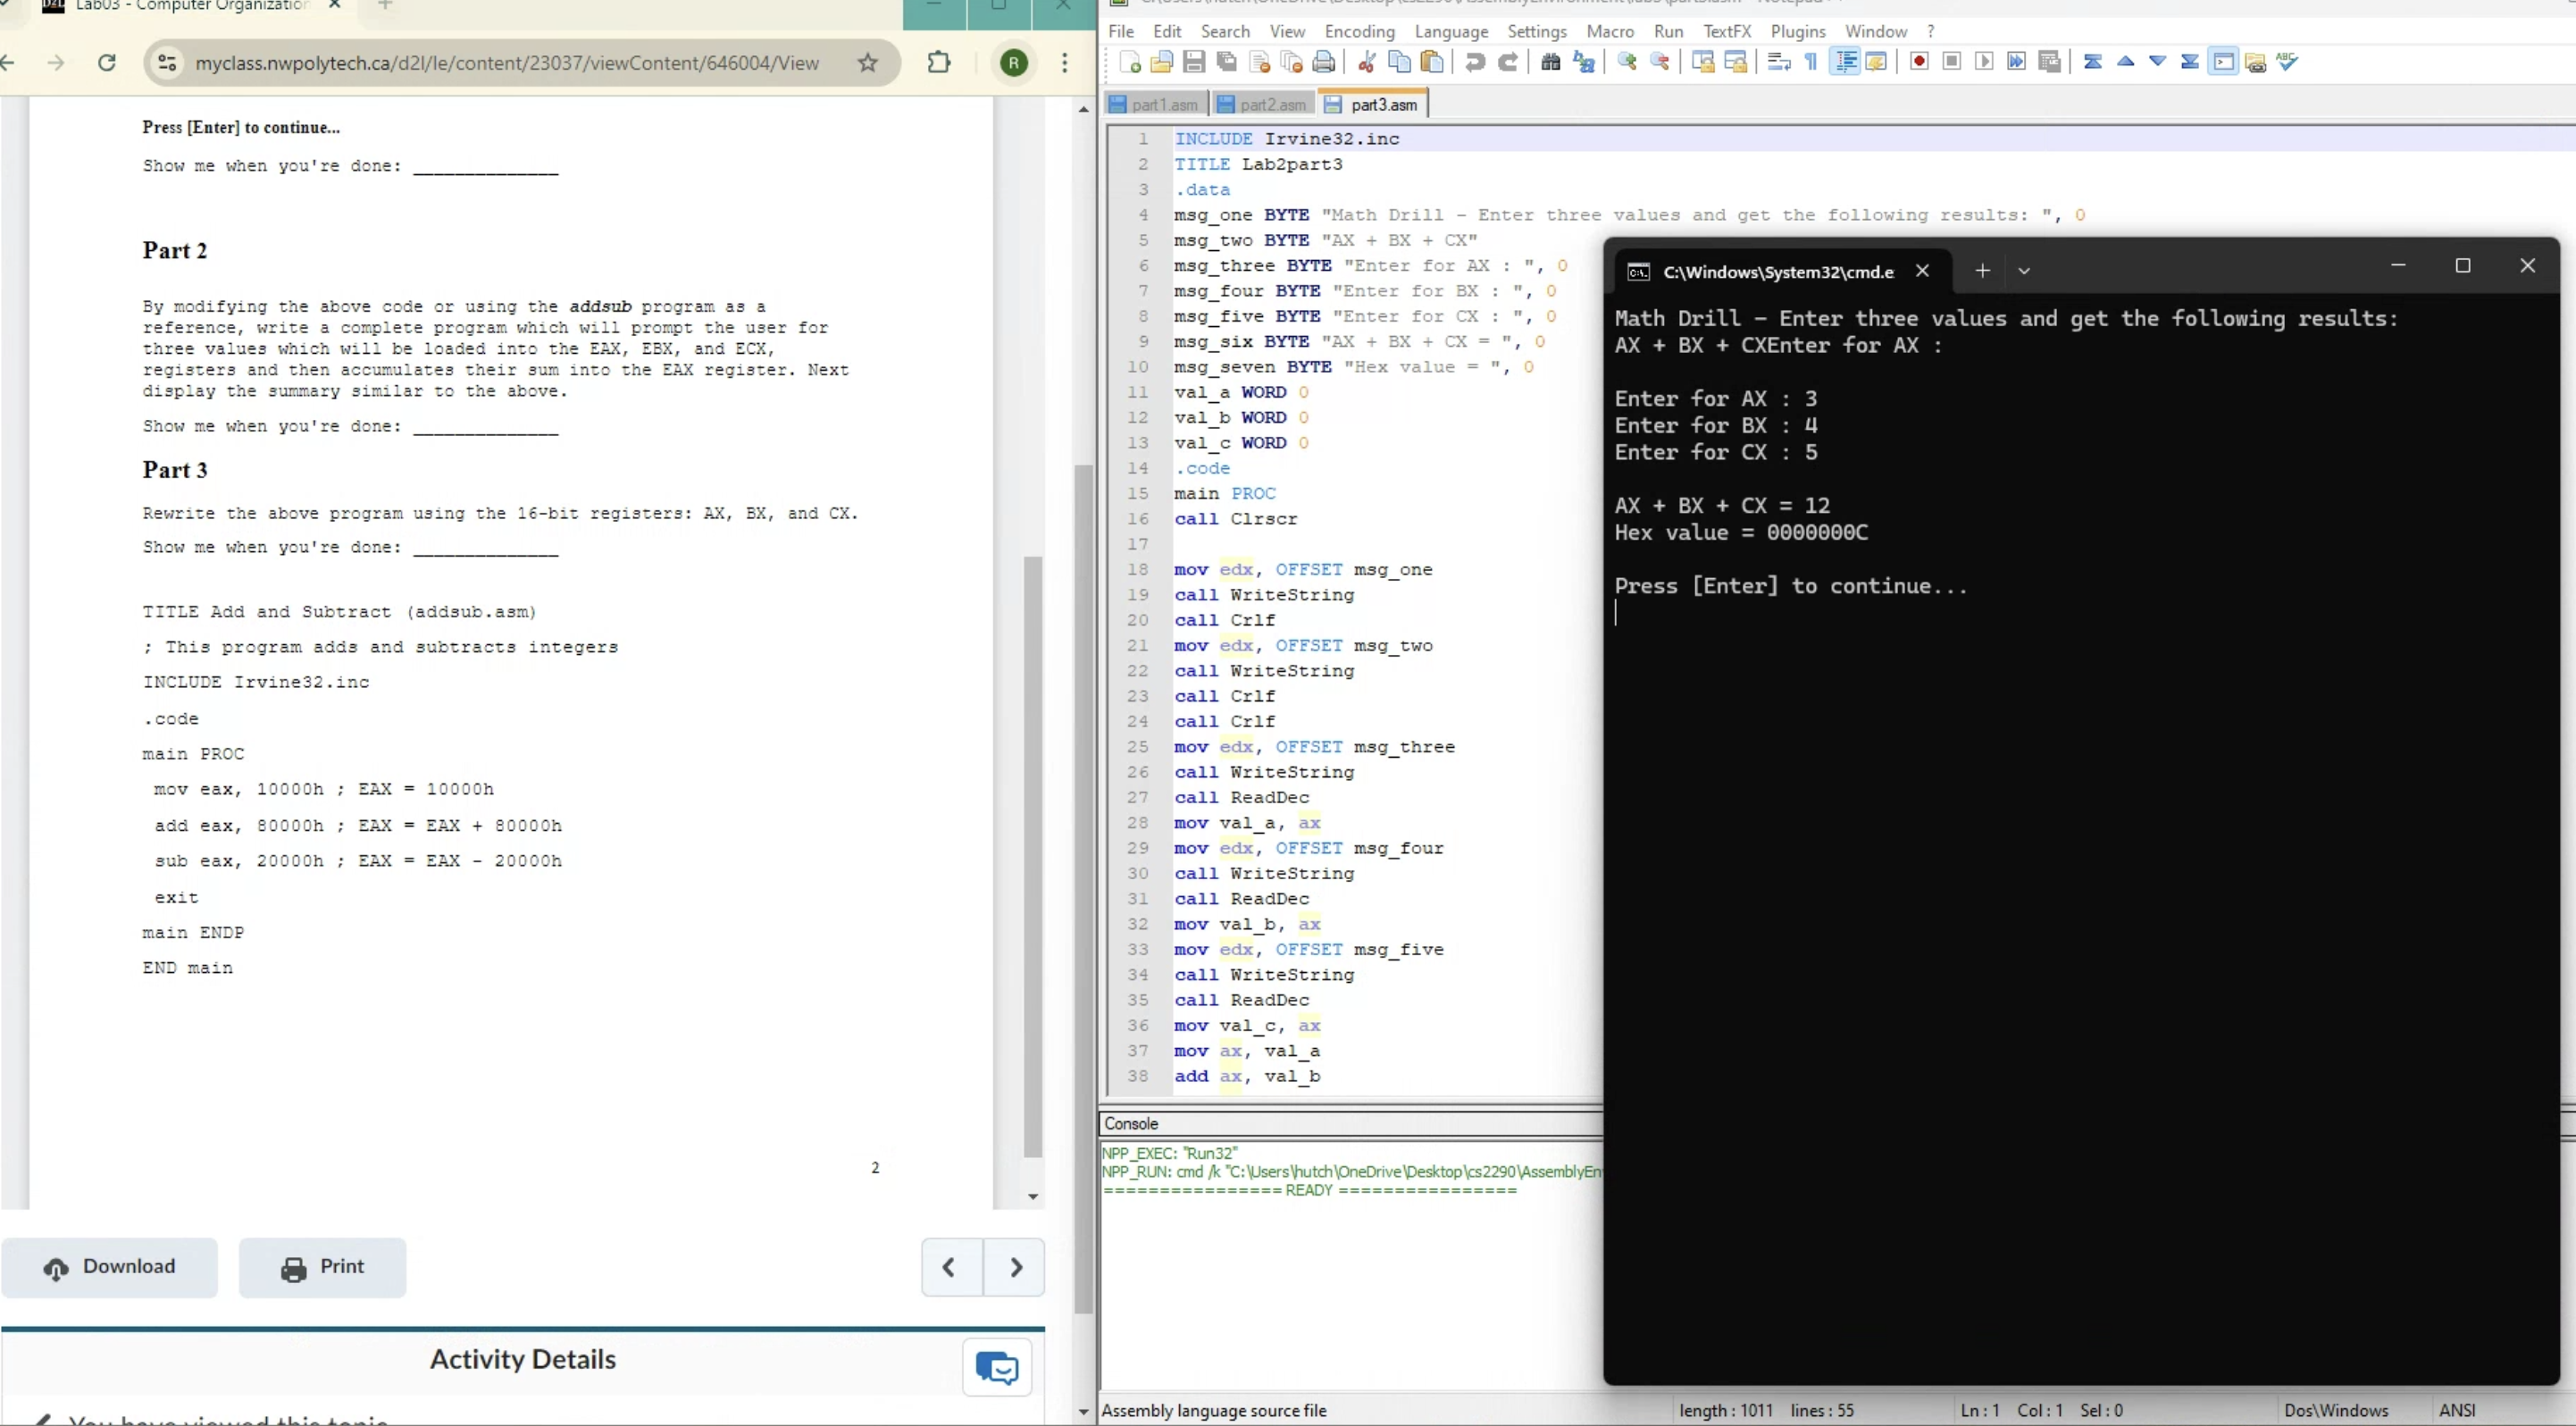 Lab03 - Computer Organization
myclass.nwpolytech.ca/d2l/le/content/23037/viewContent/646004/View
R
Press [Enter] to continue...
Show me when you're done: ______________
Part 2
By modifying the above code or using the addsub program as a
reference, write a complete program which will prompt the user for
three values which will be loaded into the EAX, EBX, and ECX,
registers and then accumulates their sum into the EAX register. Next
display the summary similar to the above.
Show me when you're done: ______________
Part 3
Rewrite the above program using the 16-bit registers: AX, BX, and CX.
Show me when you're done: ______________
TITLE Add and Subtract (addsub.asm)
; This program adds and subtracts integers
INCLUDE Irvine32.inc
.code
main PROC
mov eax, 10000h ; EAX = 10000h
add eax, 80000h ; EAX = EAX + 80000h
sub eax, 20000h ; EAX = EAX - 20000h
exit
main ENDP
END main
2
Download
Print
Activity Details
You have viewed this topic
File Edit Search View Encoding Language Settings Macro Run TextFX Plugins Window ?
part1.asm part2.asm part3.asm
1 INCLUDE Irvine32.inc
2 TITLE Lab2part3
3 .data
4 msg_one BYTE "Math Drill - Enter three values and get the following results: ", 0
5 msg_two BYTE "AX + BX + CX"
6 msg_three BYTE "Enter for AX : ", 0
7 msg_four BYTE "Enter for BX : ", 0
8 msg_five BYTE "Enter for CX : ", 0
9 msg_six BYTE "AX + BX + CX = ", 0
10 msg_seven BYTE "Hex value = ", 0
11 val_a WORD 0
12 val_b WORD 0
13 val_c WORD 0
14 .code
15 main PROC
16 call Clrscr
17
18 mov edx, OFFSET msg_one
19 call WriteString
20 call Crlf
21 mov edx, OFFSET msg_two
22 call WriteString
23 call Crlf
24 call Crlf
25 mov edx, OFFSET msg_three
26 call WriteString
27 call ReadDec
28 mov val_a, ax
29 mov edx, OFFSET msg_four
30 call WriteString
31 call ReadDec
32 mov val_b, ax
33 mov edx, OFFSET msg_five
34 call WriteString
35 call ReadDec
36 mov val_c, ax
37 mov ax, val_a
38 add ax, val_b
Console
NPP_EXEC: "Run32"
NPP_RUN: cmd /k "C:\Users\hutch\OneDrive\Desktop\cs2290\AssemblyEn
================ READY ================
Assembly language source file
length : 1011 lines : 55
Ln : 1 Col : 1 Sel : 0
Dos\Windows
ANSI
C:\Windows\System32\cmd.e
Math Drill - Enter three values and get the following results:
AX + BX + CXEnter for AX :
Enter for AX : 3
Enter for BX : 4
Enter for CX : 5
AX + BX + CX = 12
Hex value = 0000000C
Press [Enter] to continue...